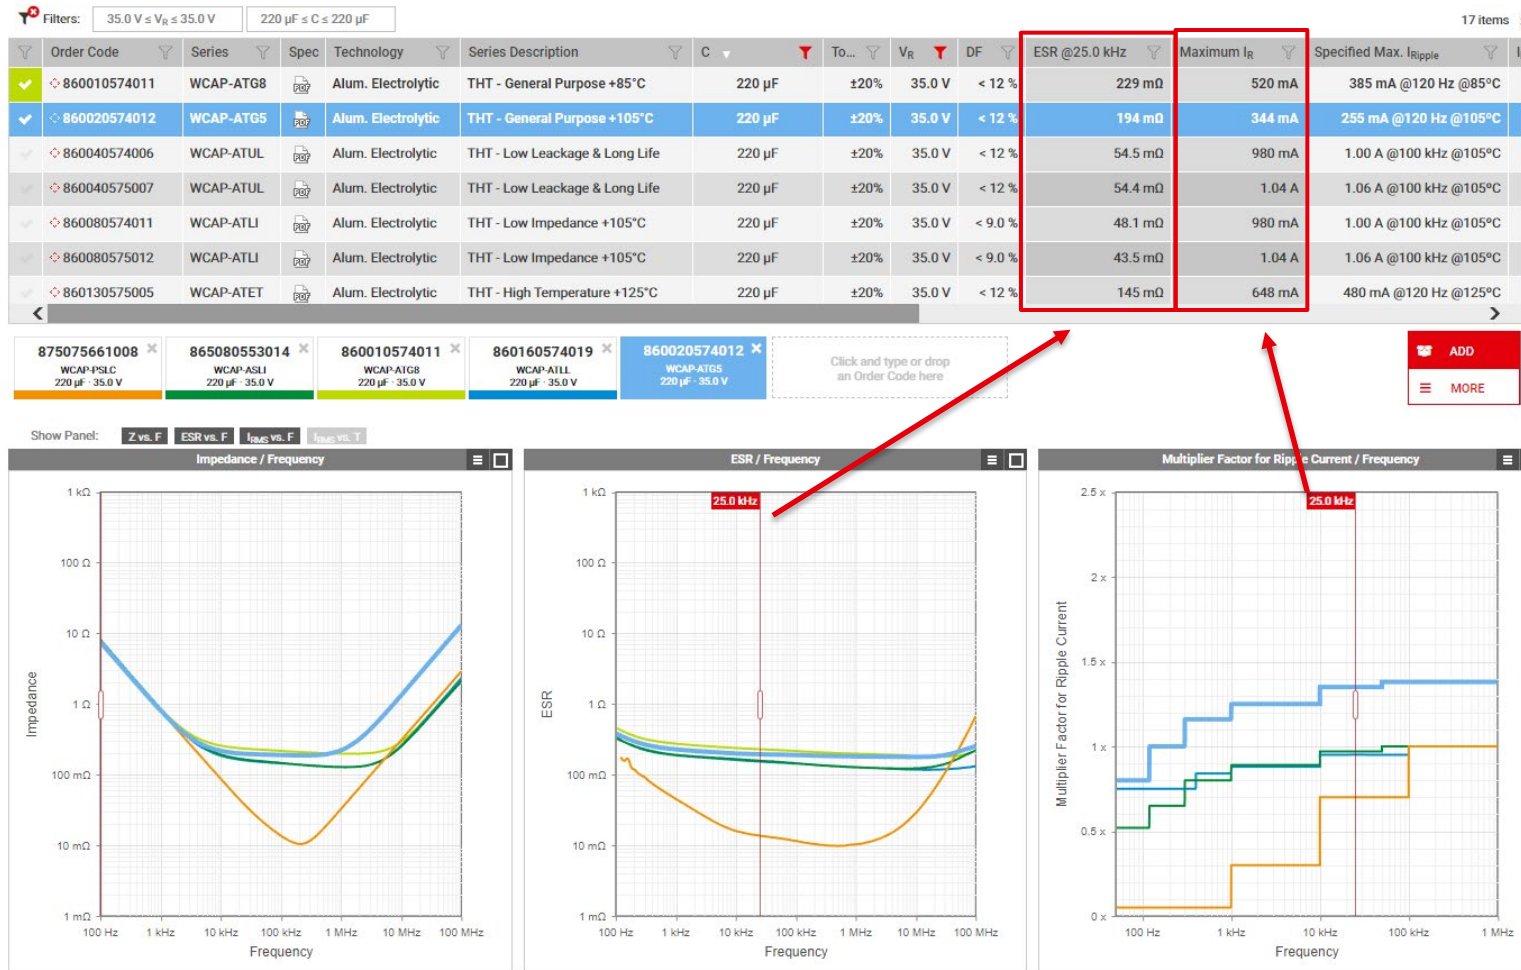 Filters: 35.0 V ≤ VR ≤ 35.0 V 220 µF ≤ C ≤ 220 µF 17 items
Order Code Series Spec Technology Series Description C To... VR DF ESR @25.0 kHz Maximum IR Specified Max. IRipple
860010574011 WCAP-ATG8 PDF Alum. Electrolytic THT - General Purpose +85°C 220 µF ±20% 35.0 V < 12 % 229 mΩ 520 mA 385 mA @120 Hz @85°C
860020574012 WCAP-ATG5 PDF Alum. Electrolytic THT - General Purpose +105°C 220 µF ±20% 35.0 V < 12 % 194 mΩ 344 mA 255 mA @120 Hz @105°C
860040574006 WCAP-ATUL PDF Alum. Electrolytic THT - Low Leackage & Long Life 220 µF ±20% 35.0 V < 12 % 54.5 mΩ 980 mA 1.00 A @100 kHz @105°C
860040575007 WCAP-ATUL PDF Alum. Electrolytic THT - Low Leackage & Long Life 220 µF ±20% 35.0 V < 12 % 54.4 mΩ 1.04 A 1.06 A @100 kHz @105°C
860080574011 WCAP-ATLI PDF Alum. Electrolytic THT - Low Impedance +105°C 220 µF ±20% 35.0 V < 9.0 % 48.1 mΩ 980 mA 1.00 A @100 kHz @105°C
860080575012 WCAP-ATLI PDF Alum. Electrolytic THT - Low Impedance +105°C 220 µF ±20% 35.0 V < 9.0 % 43.5 mΩ 1.04 A 1.06 A @100 kHz @105°C
860130575005 WCAP-ATET PDF Alum. Electrolytic THT - High Temperature +125°C 220 µF ±20% 35.0 V < 12 % 145 mΩ 648 mA 480 mA @120 Hz @125°C
875075661008
WCAP-PSLC
220 µF · 35.0 V
865080553014
WCAP-ASLI
220 µF · 35.0 V
860010574011
WCAP-ATG8
220 µF · 35.0 V
860160574019
WCAP-ATLL
220 µF · 35.0 V
860020574012
WCAP-ATG5
220 µF · 35.0 V
Click and type or drop
an Order Code here
ADD
MORE
Show Panel: Z vs. F ESR vs. F IRMS vs. F IRMS vs. T
Impedance / Frequency
1 kΩ
100 Ω
10 Ω
1 Ω
100 mΩ
10 mΩ
1 mΩ
Impedance
100 Hz 1 kHz 10 kHz 100 kHz 1 MHz 10 MHz 100 MHz
Frequency
ESR / Frequency
25.0 kHz
1 kΩ
100 Ω
10 Ω
1 Ω
100 mΩ
10 mΩ
1 mΩ
ESR
100 Hz 1 kHz 10 kHz 100 kHz 1 MHz 10 MHz 100 MHz
Frequency
Multiplier Factor for Ripple Current / Frequency
25.0 kHz
2.5 x
2 x
1.5 x
1 x
0.5 x
0 x
Multiplier Factor for Ripple Current
100 Hz 1 kHz 10 kHz 100 kHz 1 MHz
Frequency